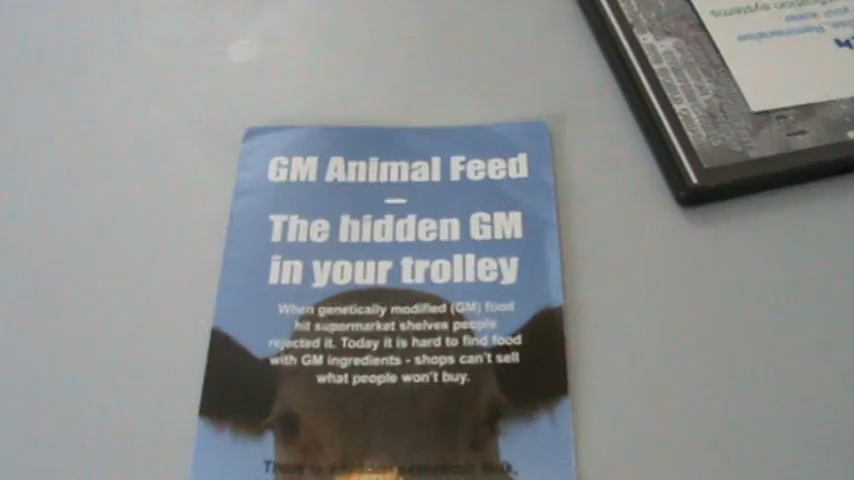 GM Animal Feed
–
The hidden GM
in your trolley
When genetically modified (GM) food
hit supermarket shelves people
rejected it. Today it is hard to find food
with GM ingredients - shops can't sell
what people won't buy.